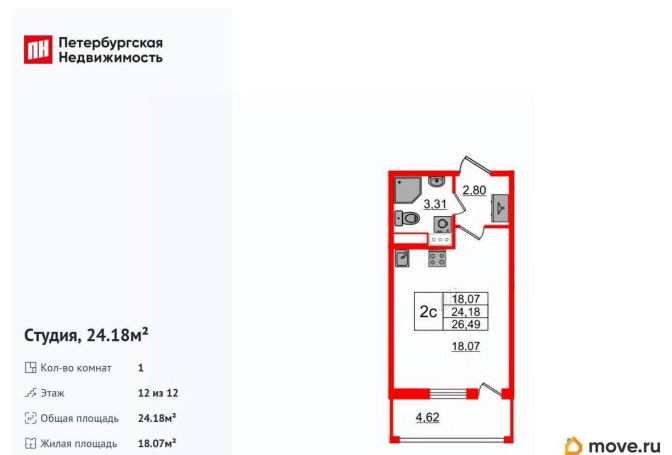 ПН Петербургская
Недвижимость
Студия, 24.18м²
Кол-во комнат 1
Этаж 12 из 12
Общая площадь 24.18м²
Жилая площадь 18.07м²
3,31
2,80
2с
18,07
24,18
26,49
18,07
4,62
move.ru